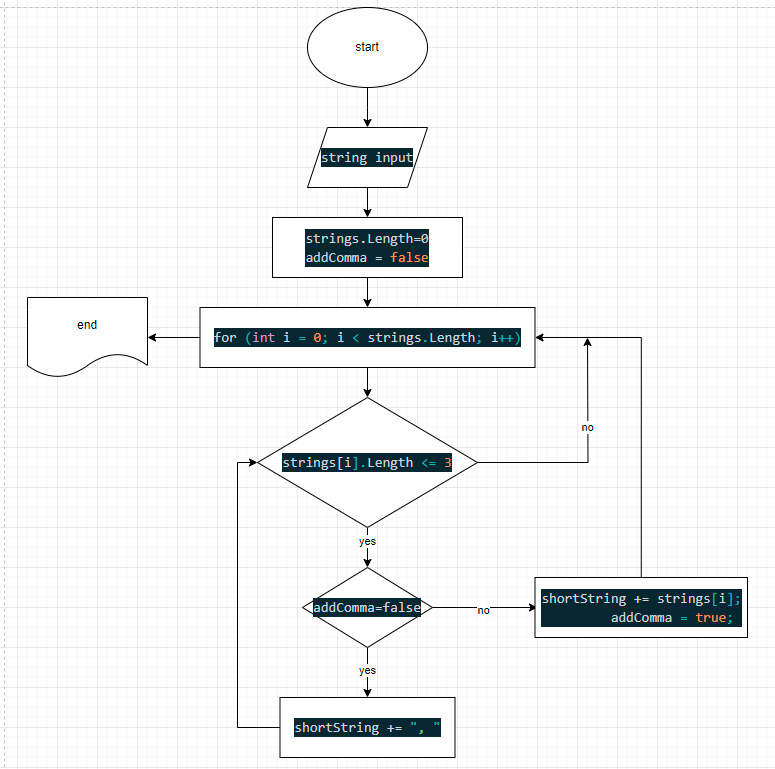 start
string input
strings.Length=0
addComma = false
end
for (int i = 0; i < strings.Length; i++)
no
strings[i].Length <= 3
yes
addComma=false
no
shortString += strings[i];
addComma = true;
yes
shortString += ", "